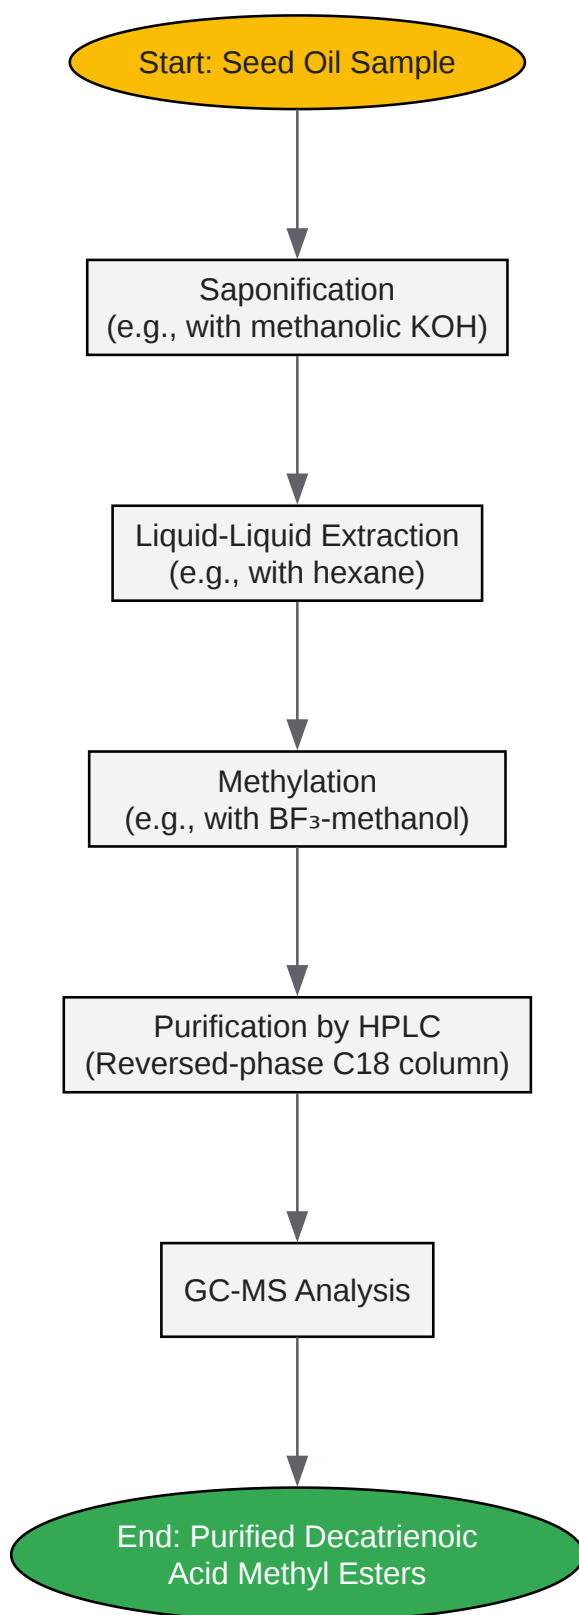 Start: Seed Oil Sample
Saponification
(e.g., with methanolic KOH)
Liquid-Liquid Extraction
(e.g., with hexane)
Methylation
(e.g., with BF₃-methanol)
Purification by HPLC
(Reversed-phase C18 column)
GC-MS Analysis
End: Purified Decatrienoic
Acid Methyl Esters